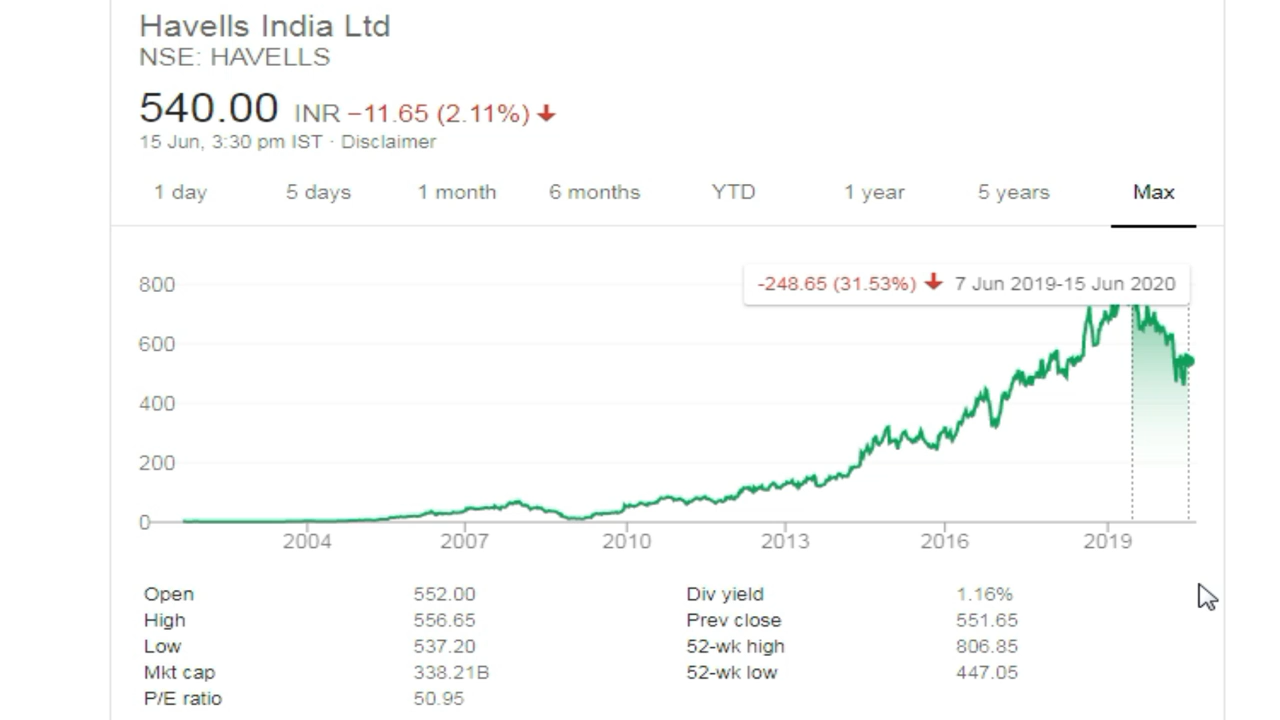 Havells India Ltd
NSE: HAVELLS
540.00 INR −11.65 (2.11%)
15 Jun, 3:30 pm IST · Disclaimer
1 day 5 days 1 month 6 months YTD 1 year 5 years Max
-248.65 (31.53%) 7 Jun 2019-15 Jun 2020
800
600
400
200
0
2004 2007 2010 2013 2016 2019
Open 552.00 Div yield 1.16%
High 556.65 Prev close 551.65
Low 537.20 52-wk high 806.85
Mkt cap 338.21B 52-wk low 447.05
P/E ratio 50.95